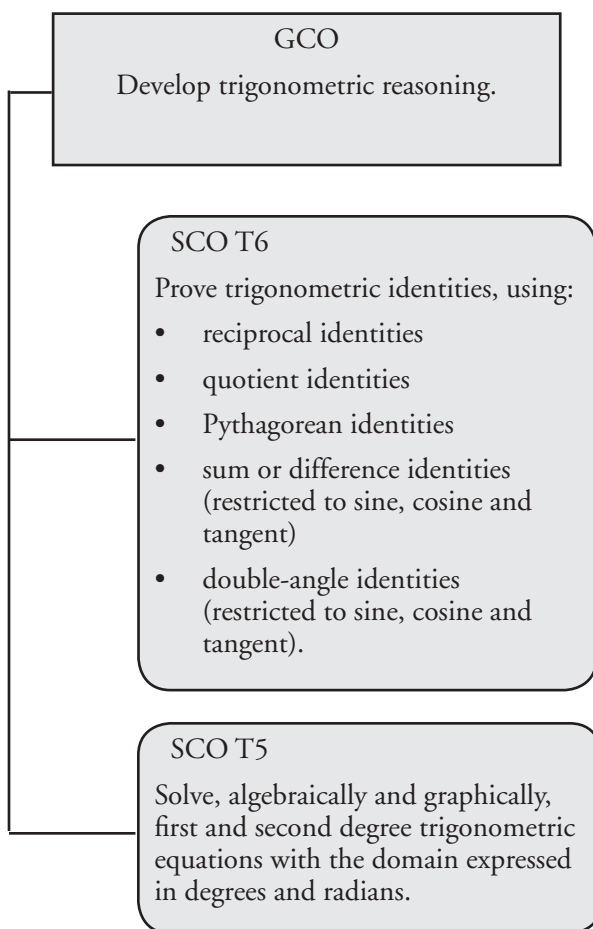 GCO
Develop trigonometric reasoning.
SCO T6
Prove trigonometric identities, using:
• reciprocal identities
• quotient identities
• Pythagorean identities
• sum or difference identities
(restricted to sine, cosine and
tangent)
• double-angle identities
(restricted to sine, cosine and
tangent).
SCO T5
Solve, algebraically and graphically,
first and second degree trigonometric
equations with the domain expressed
in degrees and radians.